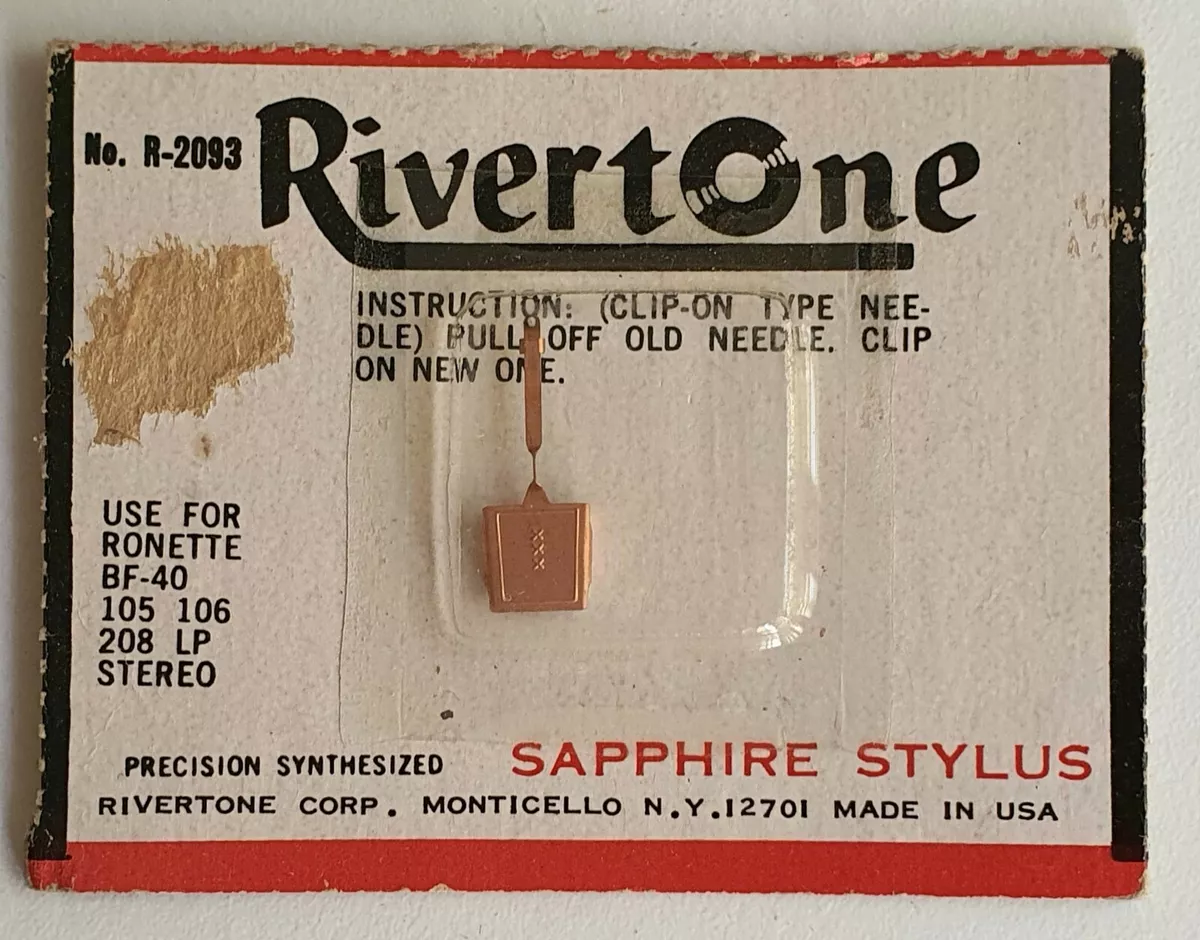 No. R-2093
RivertOne
INSTRUCTION: (CLIP-ON TYPE NEE-
DLE) PULL OFF OLD NEEDLE. CLIP
ON NEW ONE.
USE FOR
RONETTE
BF-40
105 106
208 LP
STEREO
XXX
PRECISION SYNTHESIZED SAPPHIRE STYLUS
RIVERTONE CORP. MONTICELLO N.Y.12701 MADE IN USA